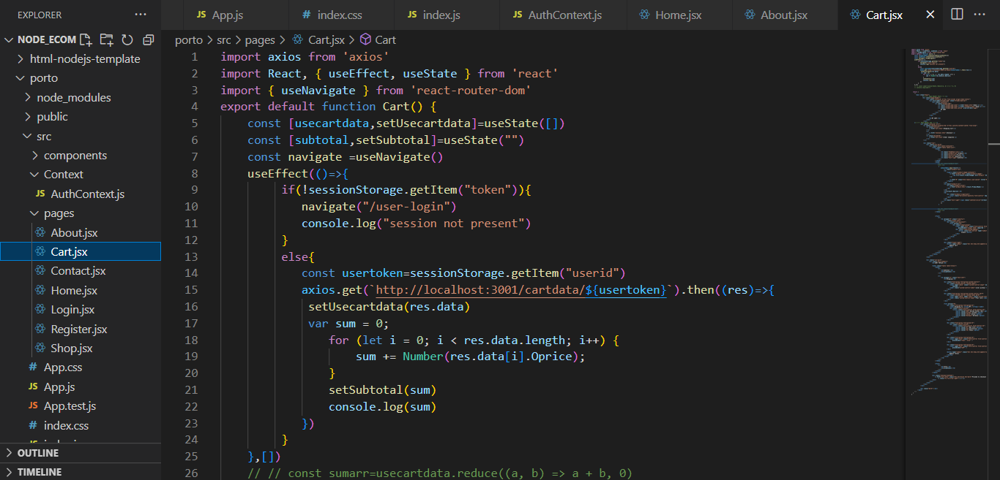 EXPLORER
NODE_ECOM
html-nodejs-template
porto
node_modules
public
src
components
Context
JS AuthContext.js
pages
About.jsx
Cart.jsx
Contact.jsx
Home.jsx
Login.jsx
Register.jsx
Shop.jsx
# App.css
JS App.js
JS App.test.js
# index.css
OUTLINE
TIMELINE
JS App.js
# index.css
JS index.js
JS AuthContext.js
Home.jsx
About.jsx
Cart.jsx
porto > src > pages > Cart.jsx > Cart
1 import axios from 'axios'
2 import React, { useEffect, useState } from 'react'
3 import { useNavigate } from 'react-router-dom'
4 export default function Cart() {
5 const [usecartdata,setUsecartdata]=useState([])
6 const [subtotal,setSubtotal]=useState("")
7 const navigate =useNavigate()
8 useEffect(()=>{
9 if(!sessionStorage.getItem("token")){
10 navigate("/user-login")
11 console.log("session not present")
12 }
13 else{
14 const usertoken=sessionStorage.getItem("userid")
15 axios.get(`http://localhost:3001/cartdata/${usertoken}`).then((res)=>{
16 setUsecartdata(res.data)
17 var sum = 0;
18 for (let i = 0; i < res.data.length; i++) {
19 sum += Number(res.data[i].Oprice);
20 }
21 setSubtotal(sum)
22 console.log(sum)
23 })
24 }
25 },[])
26 // // const sumarr=usecartdata.reduce((a, b) => a + b, 0)